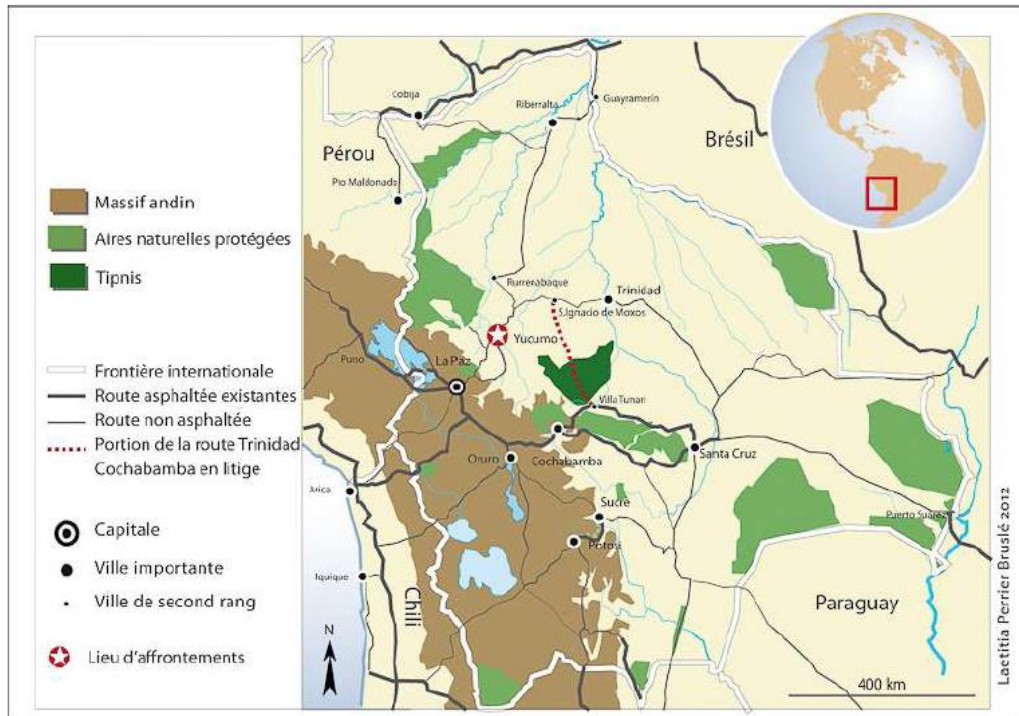 Massif andin
Aires naturelles protégées
Tipnis
Frontière internationale
Route asphaltée existantes
Route non asphaltée
Portion de la route Trinidad
Cochabamba en litige
Capitale
Ville importante
Ville de second rang
Lieu d'affrontements
Cobija
Riberralta
Guayramerin
Pérou
Brésil
Pto Maldonado
Rurrerabaque
Trinidad
S.Ignacio de Moxos
Yucumo
Puno
La Paz
Villa Tunari
Oruro
Cochabamba
Santa Cruz
Arica
Sucre
Puerto Suarez
Potosi
Iquique
Chili
Paraguay
N
400 km
Laetitia Perrier Bruslé 2012